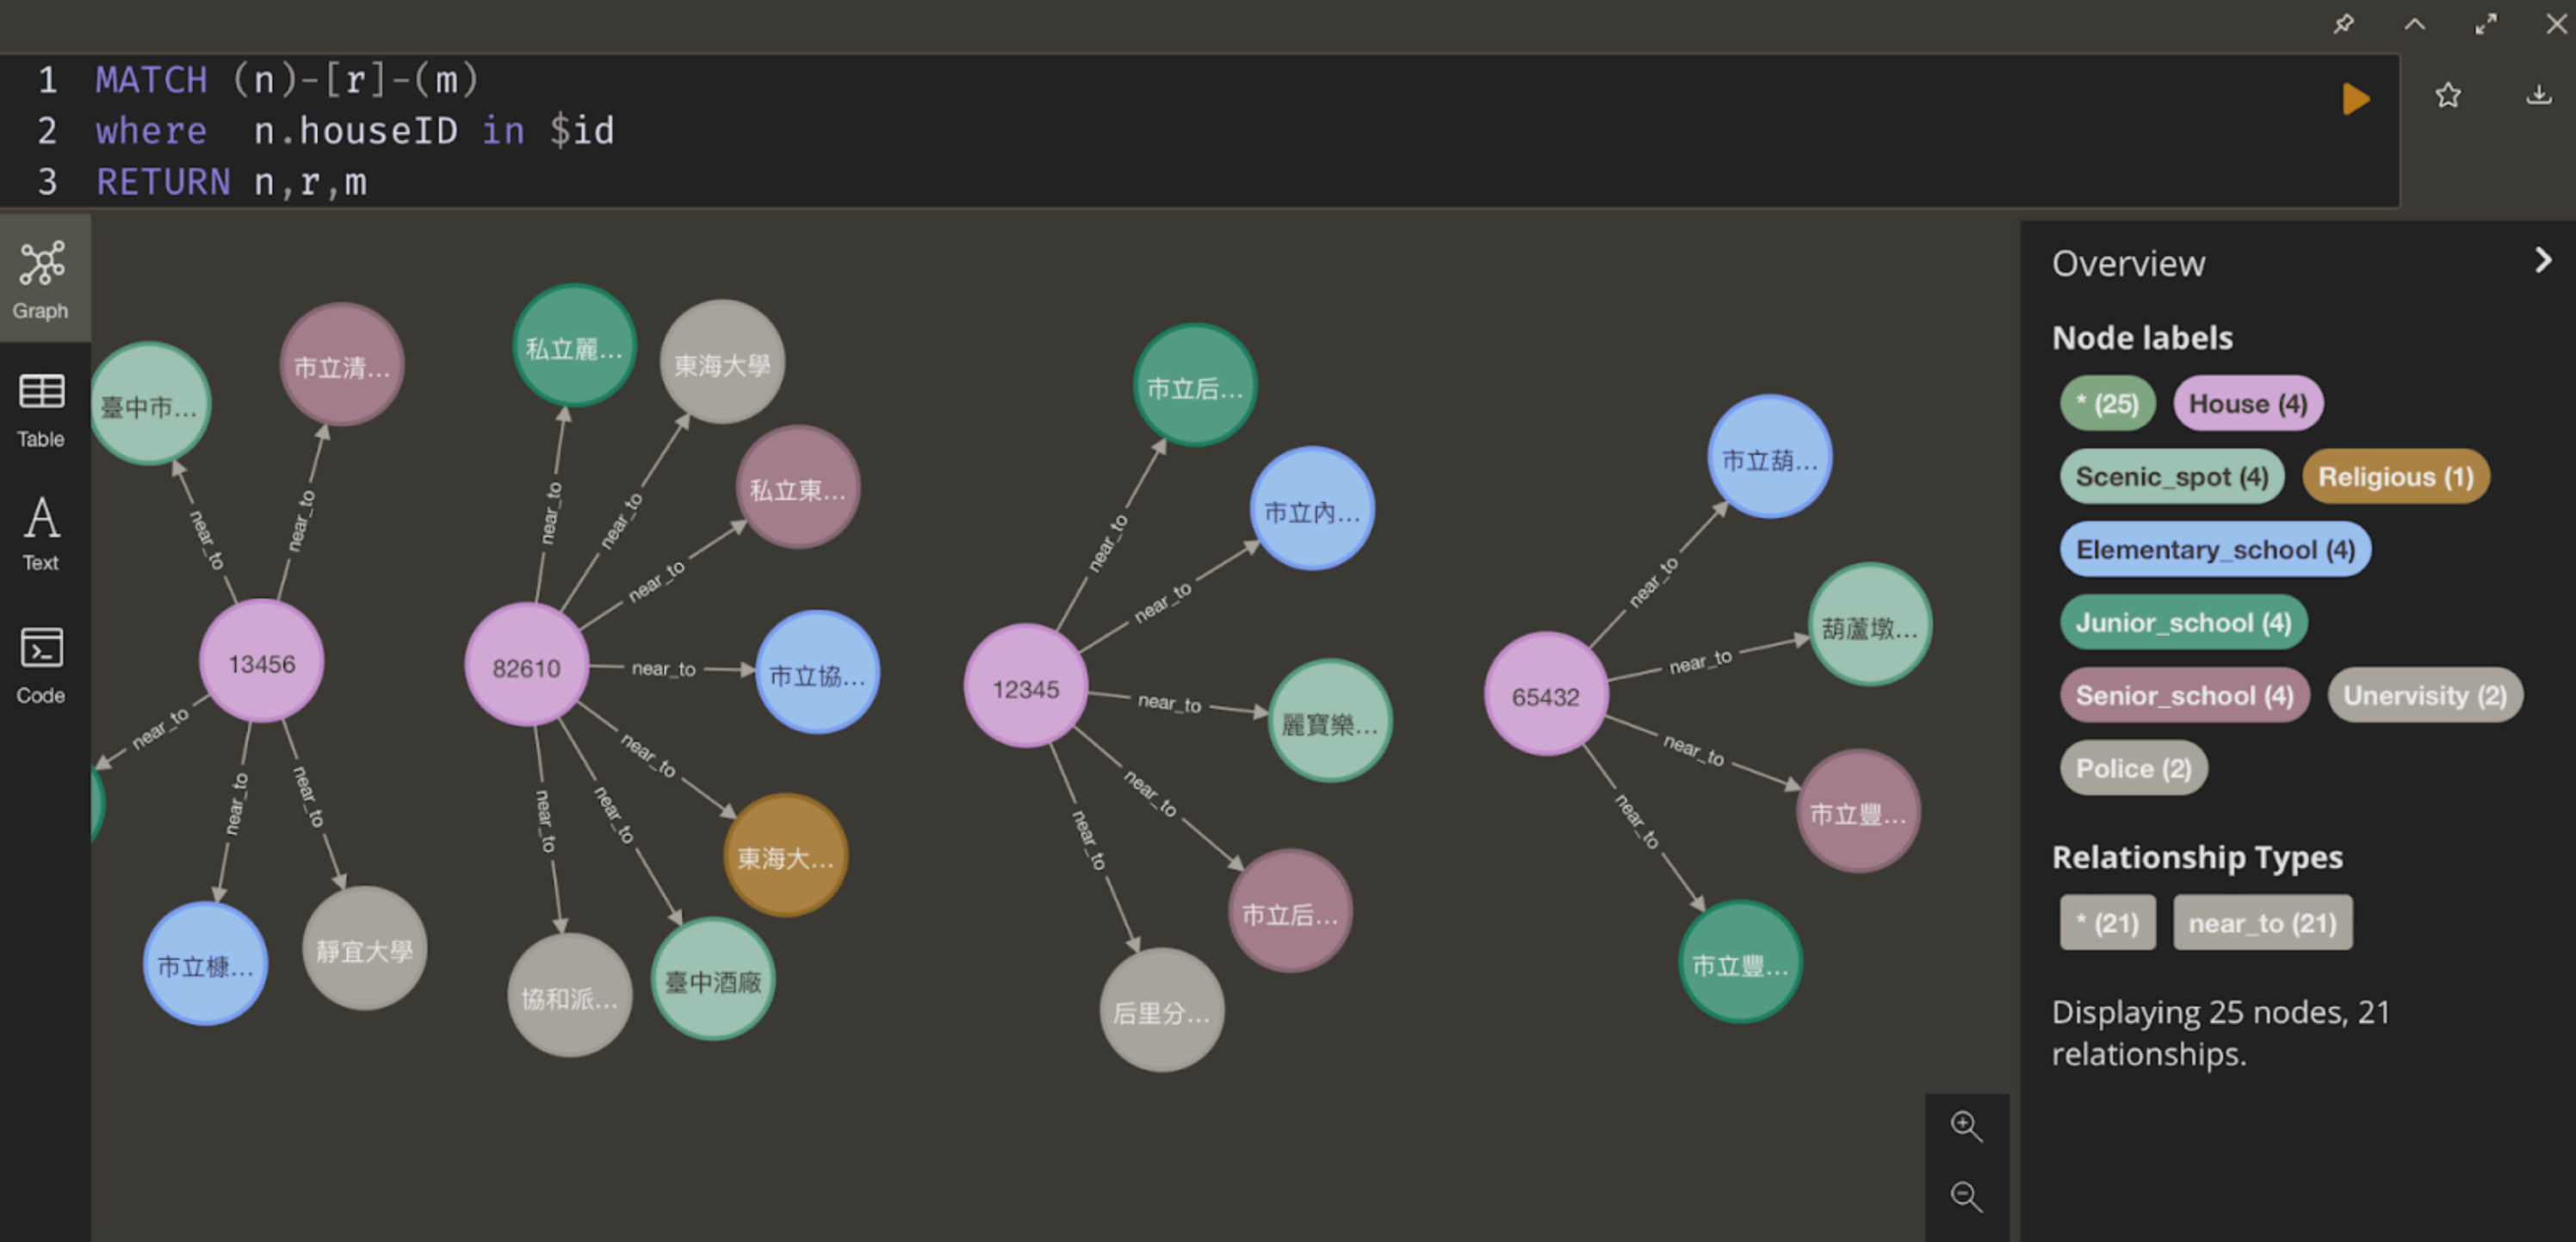 1 MATCH (n)-[r]-(m)
2 where  n.houseID in $id
3 RETURN n,r,m
Graph
Table
Text
Code
臺中市...
市立清...
near_to
near_to
13456
near_to
near_to
near_to
市立槺...
靜宜大學
私立麗...
東海大學
私立東...
near_to
near_to
near_to
82610
near_to
市立協...
near_to
near_to
near_to
東海大...
協和派...
臺中酒廠
市立后...
市立內...
near_to
near_to
12345
near_to
麗寶樂...
near_to
near_to
市立后...
后里分...
市立葫...
near_to
葫蘆墩...
near_to
65432
near_to
near_to
市立豐...
市立豐...
Overview
Node labels
* (25) House (4)
Scenic_spot (4) Religious (1)
Elementary_school (4)
Junior_school (4)
Senior_school (4) Unervisity (2)
Police (2)
Relationship Types
* (21) near_to (21)
Displaying 25 nodes, 21
relationships.